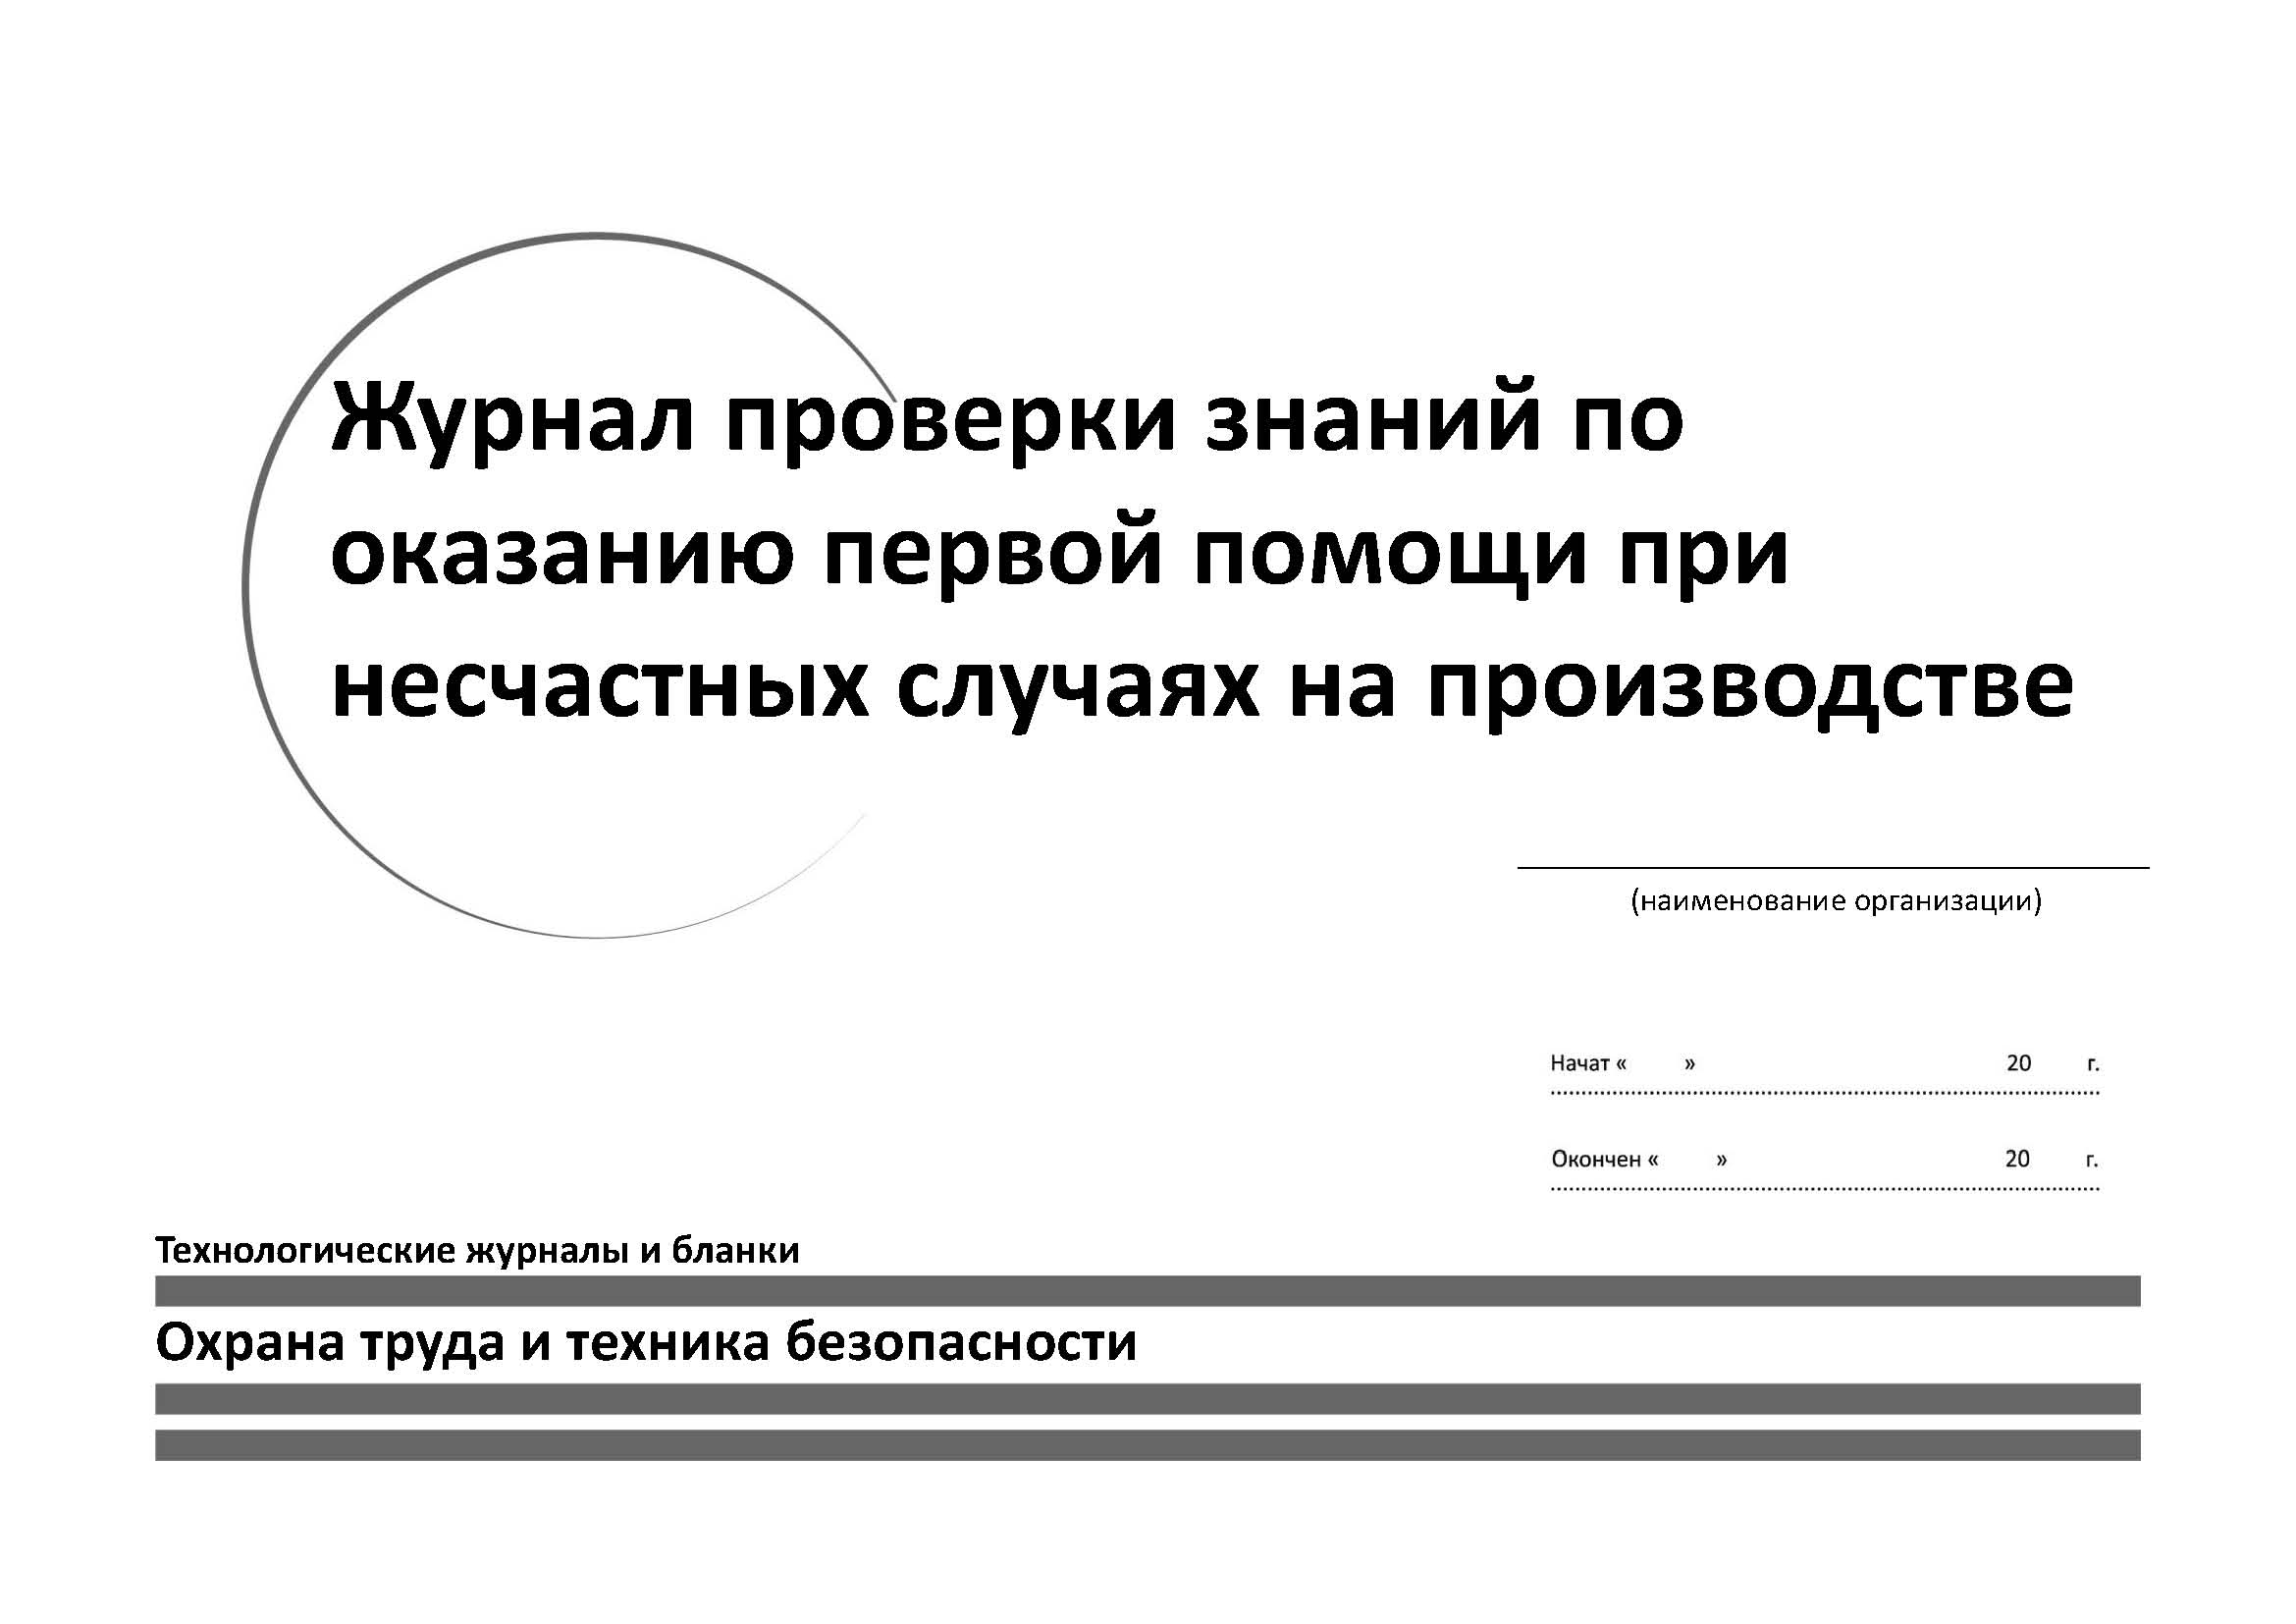 Журнал проверки знаний по
оказанию первой помощи при
несчастных случаях на производстве
(наименование организации)
Начат « » 20 г.
Окончен « » 20 г.
Технологические журналы и бланки
Охрана труда и техника безопасности